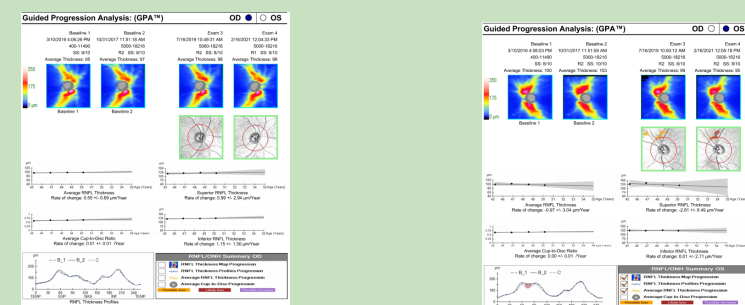 Guided Progression Analysis: (GPA™) OD ● ○ OS
Baseline 1 Baseline 2 Exam 3 Exam 4
3/10/2016 4:06:26 PM 10/31/2017 11:51:18 AM 7/16/2019 10:49:31 AM 2/16/2021 12:04:33 PM
400-11490 5000-18216 5000-18216 5000-18216
SS: 9/10 R2 SS: 9/10 R2 SS: 8/10 R1 SS: 9/10
Average Thickness: 95 Average Thickness: 97 Average Thickness: 98 Average Thickness: 98
350
175
0 µm
Baseline 1 Baseline 2
Average RNFL Thickness
Rate of change: 0.55 +/- 0.69 µm/Year
Superior RNFL Thickness
Rate of change: 0.99 +/- 2.94 µm/Year
Average Cup-to-Disc Ratio
Rate of change: 0.01 +/- 0.01 /Year
Inferior RNFL Thickness
Rate of change: 1.15 +/- 1.56 µm/Year
B_1 B_2 C
RNFL Thickness Profiles
RNFL/ONH Summary OD
RNFL Thickness Map Progression
RNFL Thickness Profiles Progression
Average RNFL Thickness Progression
Average Cup-to-Disc Progression
Guided Progression Analysis: (GPA™) OD ○ ● OS
Baseline 1 Baseline 2 Exam 3 Exam 4
3/10/2016 4:08:03 PM 10/31/2017 11:51:59 AM 7/16/2019 10:50:12 AM 2/16/2021 12:05:19 PM
400-11490 5000-18216 5000-18216 5000-18216
SS: 8/10 R2 SS: 10/10 R2 SS: 8/10 R2 SS: 8/10
Average Thickness: 100 Average Thickness: 103 Average Thickness: 99
350
175
0 µm
Baseline 1 Baseline 2
Average RNFL Thickness
Rate of change: -0.97 +/- 3.04 µm/Year
Superior RNFL Thickness
Rate of change: -2.81 +/- 8.49 µm/Year
Average Cup-to-Disc Ratio
Rate of change: 0.00 +/- 0.01 /Year
Inferior RNFL Thickness
Rate of change: 0.61 +/- 2.71 µm/Year
B_1 B_2 C
RNFL/ONH Summary OS
RNFL Thickness Map Progression
RNFL Thickness Profiles Progression
Average RNFL Thickness Progression
Average Cup-to-Disc Progression